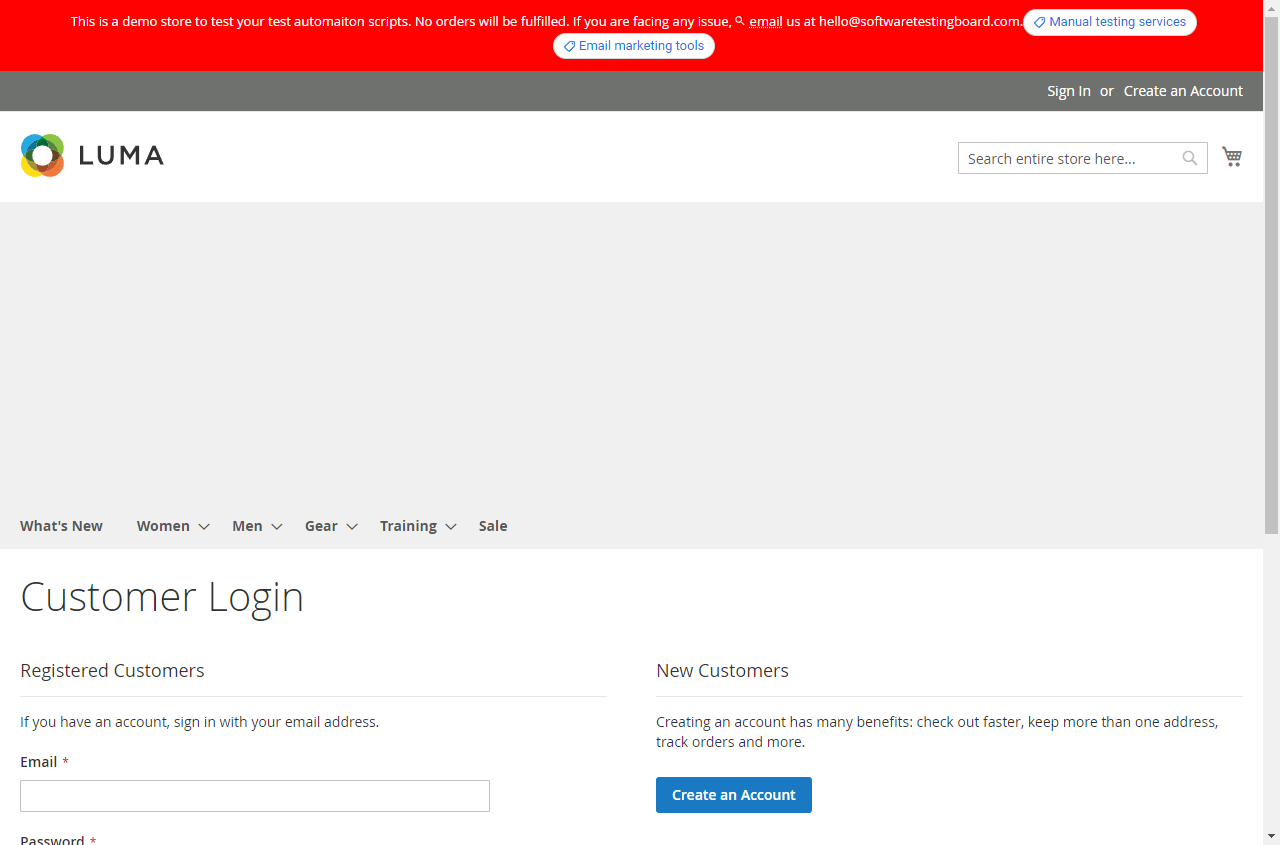 This is a demo store to test your test automaiton scripts. No orders will be fulfilled. If you are facing any issue, email us at hello@softwaretestingboard.com. Manual testing services
Email marketing tools
Sign In or Create an Account
LUMA
Search entire store here...
What's New Women Men Gear Training Sale
Customer Login
Registered Customers
If you have an account, sign in with your email address.
Email *
Password *
New Customers
Creating an account has many benefits: check out faster, keep more than one address,
track orders and more.
Create an Account